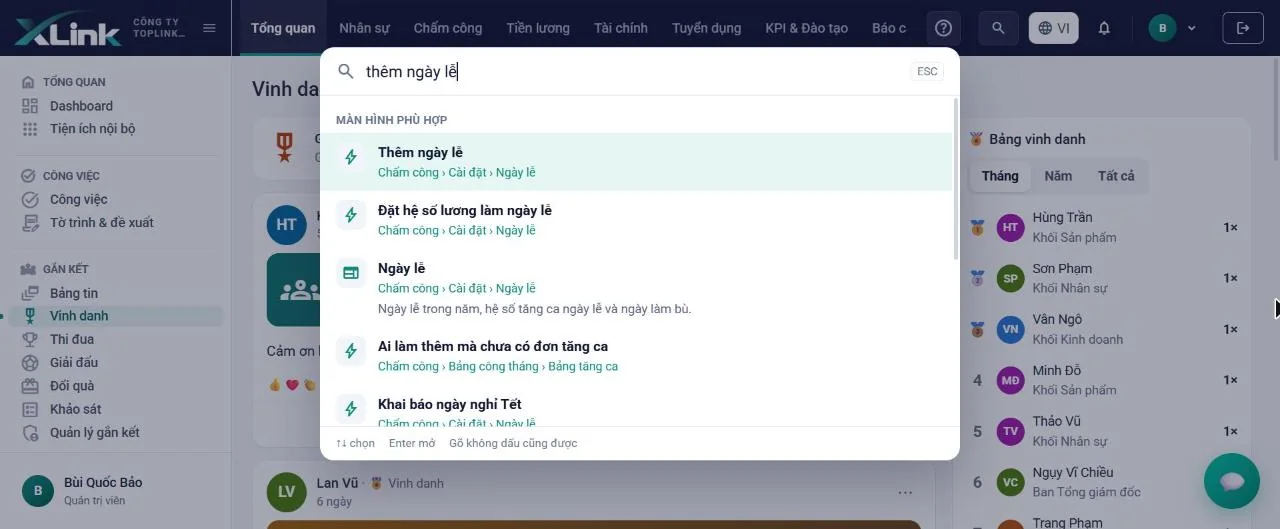 XLink
CÔNG TY
TOPLINK...
Tổng quan
Nhân sự
Chấm công
Tiền lương
Tài chính
Tuyển dụng
KPI & Đào tạo
Báo c
VI
B
TỔNG QUAN
Dashboard
Tiện ích nội bộ
CÔNG VIỆC
Công việc
Tờ trình & đề xuất
GẮN KẾT
Bảng tin
Vinh danh
Thi đua
Giải đấu
Đổi quà
Khảo sát
Quản lý gắn kết
B
Bùi Quốc Bảo
Quản trị viên
Vinh da
thêm ngày lễ
ESC
MÀN HÌNH PHÙ HỢP
Thêm ngày lễ
Chấm công › Cài đặt › Ngày lễ
Đặt hệ số lương làm ngày lễ
Chấm công › Cài đặt › Ngày lễ
Ngày lễ
Chấm công › Cài đặt › Ngày lễ
Ngày lễ trong năm, hệ số tăng ca ngày lễ và ngày làm bù.
Ai làm thêm mà chưa có đơn tăng ca
Chấm công › Bảng công tháng › Bảng tăng ca
Khai báo ngày nghỉ Tết
Chấm công › Cài đặt › Ngày lễ
↑↓ chọn
Enter mở
Gõ không dấu cũng được
HT
Cảm ơn
LV
Lan Vũ · Vinh danh
6 ngày
Bảng vinh danh
Tháng
Năm
Tất cả
HT
Hùng Trần
Khối Sản phẩm
1×
SP
Sơn Phạm
Khối Nhân sự
1×
VN
Vân Ngô
Khối Kinh doanh
1×
4
MĐ
Minh Đỗ
Khối Sản phẩm
1×
5
TV
Thảo Vũ
Khối Nhân sự
1×
6
VC
Ngụy Vĩ Chiều
Ban Tổng giám đốc
Trang Phạm